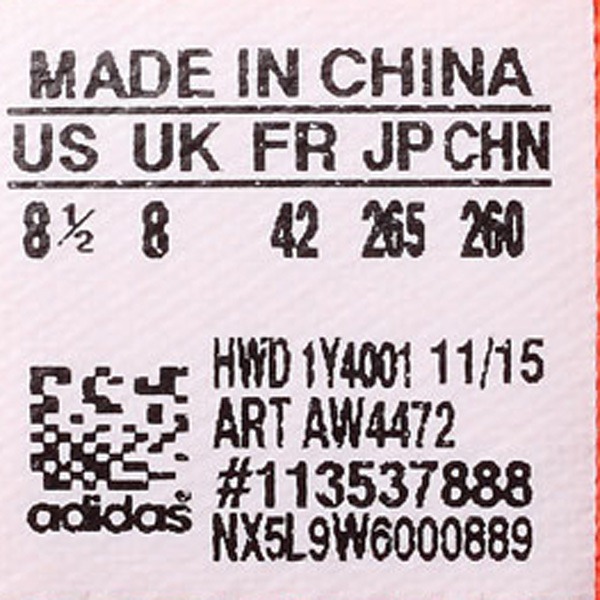 MADE IN CHINA
US UK FR JP CHN
8½ 8 42 265 260
HWD 1Y4001 11/15
ART AW4472
#113537888
adidas
NX5L9W6000889